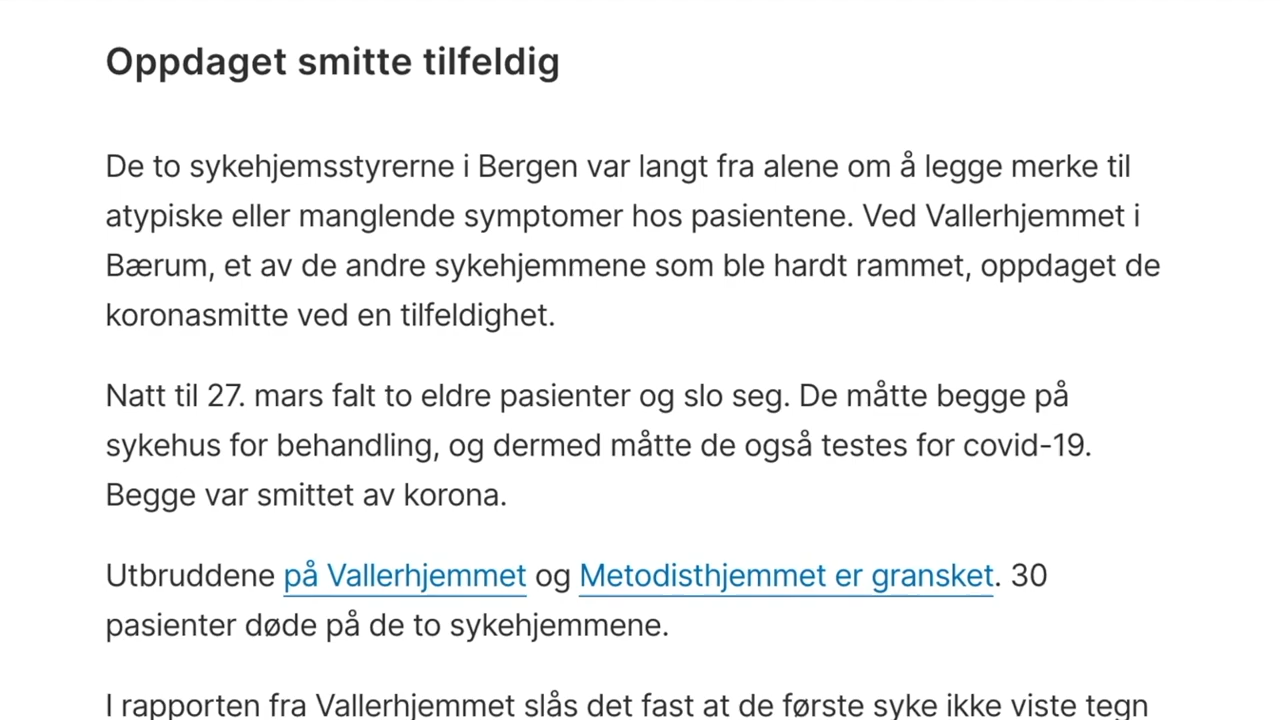 Oppdaget smitte tilfeldig
De to sykehjemsstyrerne i Bergen var langt fra alene om å legge merke til
atypiske eller manglende symptomer hos pasientene. Ved Vallerhjemmet i
Bærum, et av de andre sykehjemmene som ble hardt rammet, oppdaget de
koronasmitte ved en tilfeldighet.
Natt til 27. mars falt to eldre pasienter og slo seg. De måtte begge på
sykehus for behandling, og dermed måtte de også testes for covid-19.
Begge var smittet av korona.
Utbruddene på Vallerhjemmet og Metodisthjemmet er gransket. 30
pasienter døde på de to sykehjemmene.
I rapporten fra Vallerhjemmet slås det fast at de første syke ikke viste tegn